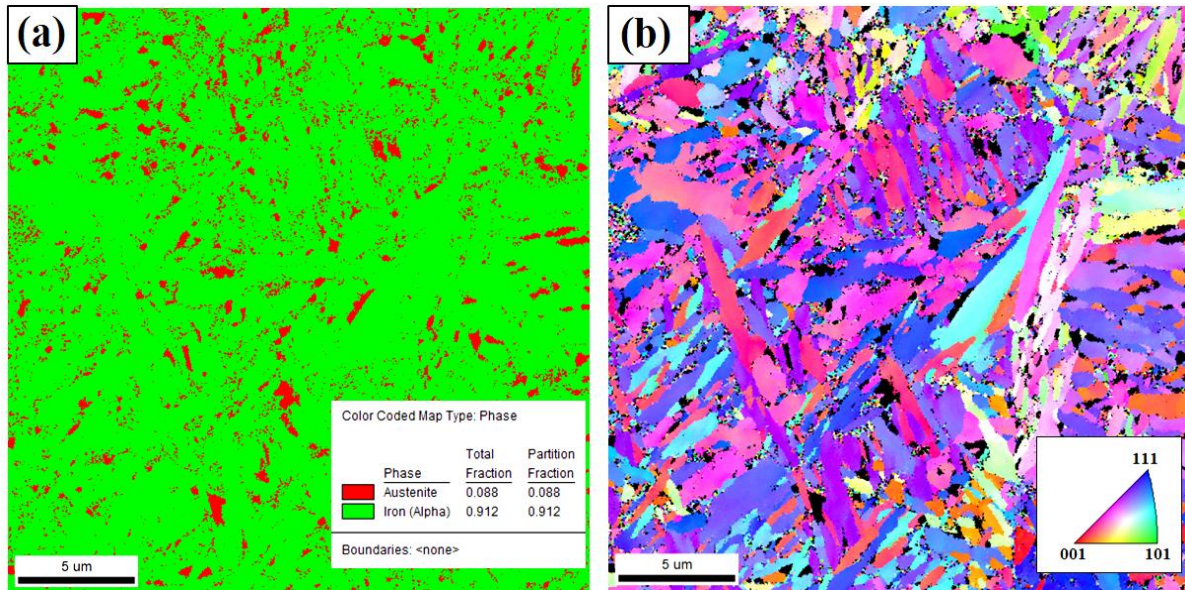 (a)
Color Coded Map Type: Phase
Total Partition
Phase Fraction Fraction
Austenite 0.088 0.088
Iron (Alpha) 0.912 0.912
Boundaries: <none>
5 um
(b)
111
001 101
5 um